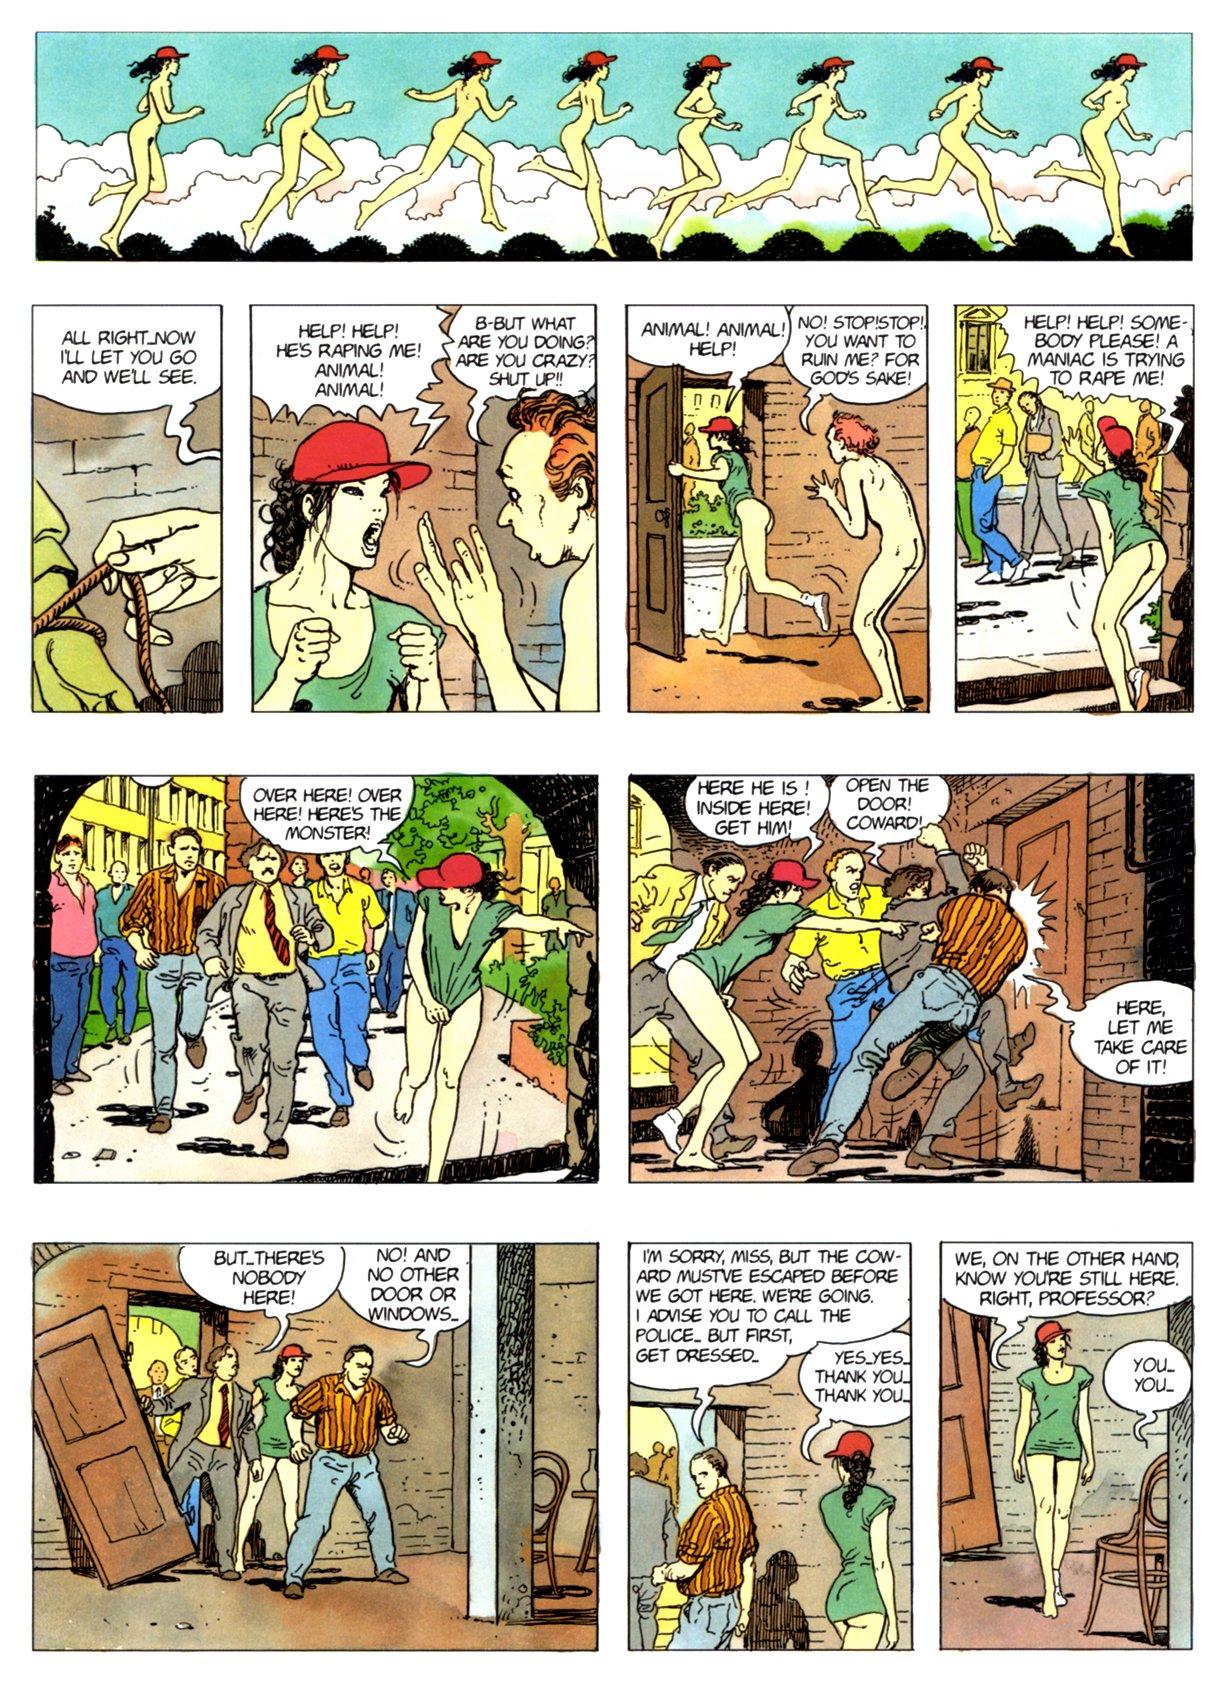 ALL RIGHT...NOW
I'LL LET YOU GO
AND WE'LL SEE.
HELP! HELP!
HE'S RAPING ME!
ANIMAL!
ANIMAL!
B-BUT WHAT
ARE YOU DOING?
ARE YOU CRAZY?
SHUT UP!!
ANIMAL! ANIMAL!
HELP!
NO! STOP!STOP!
YOU WANT TO
RUIN ME? FOR
GOD'S SAKE!
HELP! HELP! SOME-
BODY PLEASE! A
MANIAC IS TRYING
TO RAPE ME!
OVER HERE! OVER
HERE! HERE'S THE
MONSTER!
HERE HE IS !
INSIDE HERE!
GET HIM!
OPEN THE
DOOR!
COWARD!
HERE,
LET ME
TAKE CARE
OF IT!
BUT...THERE'S
NOBODY
HERE!
NO! AND
NO OTHER
DOOR OR
WINDOWS...
I'M SORRY, MISS, BUT THE COW-
ARD MUST'VE ESCAPED BEFORE
WE GOT HERE. WE'RE GOING.
I ADVISE YOU TO CALL THE
POLICE... BUT FIRST,
GET DRESSED...
YES...YES...
THANK YOU...
THANK YOU...
WE, ON THE OTHER HAND,
KNOW YOU'RE STILL HERE.
RIGHT, PROFESSOR?
YOU...
YOU...